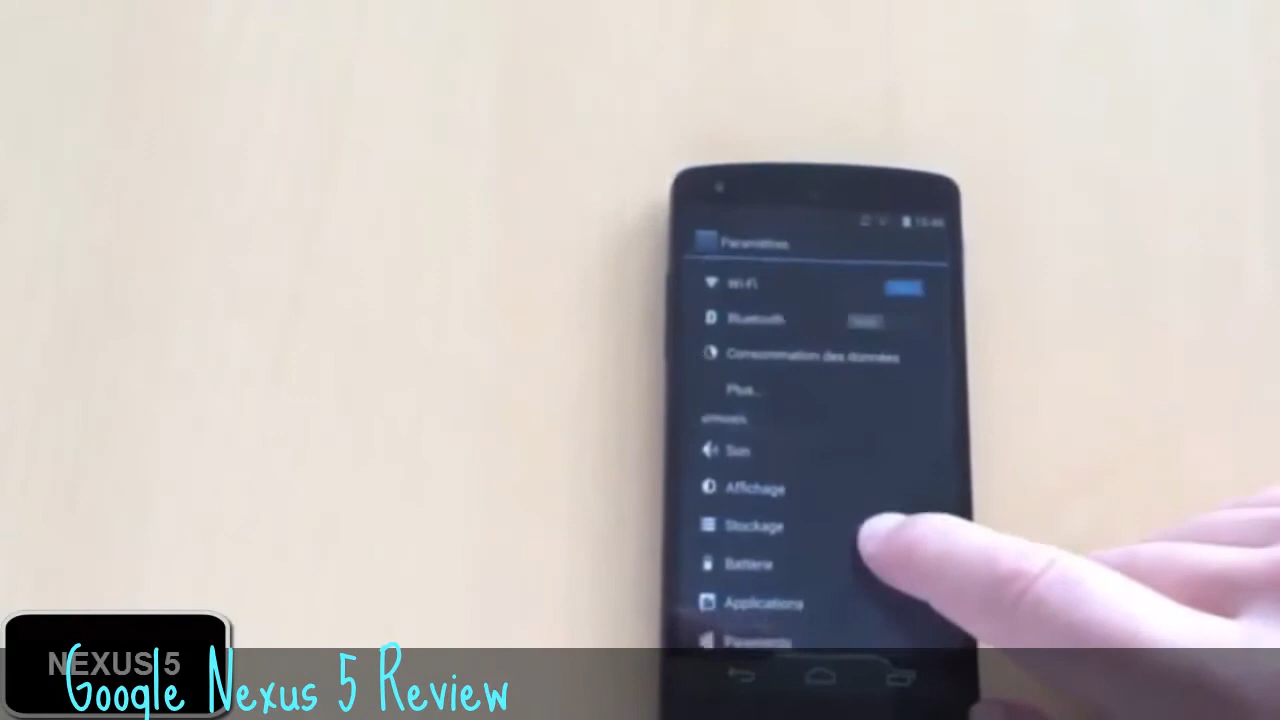 Paramètres
Wi-Fi
Bluetooth
Consommation des données
Plus...
Son
Affichage
Stockage
Batterie
Applications
Paiements
NEXUS 5
Google Nexus 5 Review